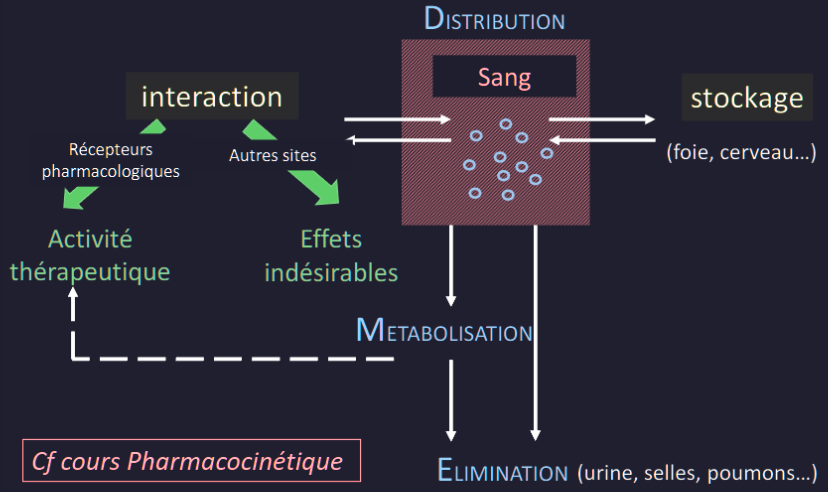 DISTRIBUTION
Sang
interaction
stockage
Récepteurs
pharmacologiques
Autres sites
(foie, cerveau...)
Activité
thérapeutique
Effets
indésirables
METABOLISATION
Cf cours Pharmacocinétique
ELIMINATION (urine, selles, poumons...)